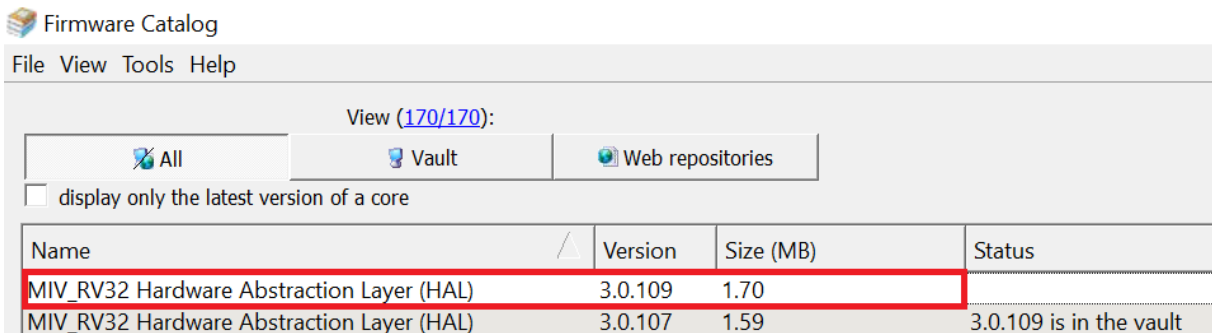 Firmware Catalog
File View Tools Help
View (170/170):
All Vault Web repositories
display only the latest version of a core
Name Version Size (MB) Status
MIV_RV32 Hardware Abstraction Layer (HAL) 3.0.109 1.70
MIV_RV32 Hardware Abstraction Layer (HAL) 3.0.107 1.59 3.0.109 is in the vault